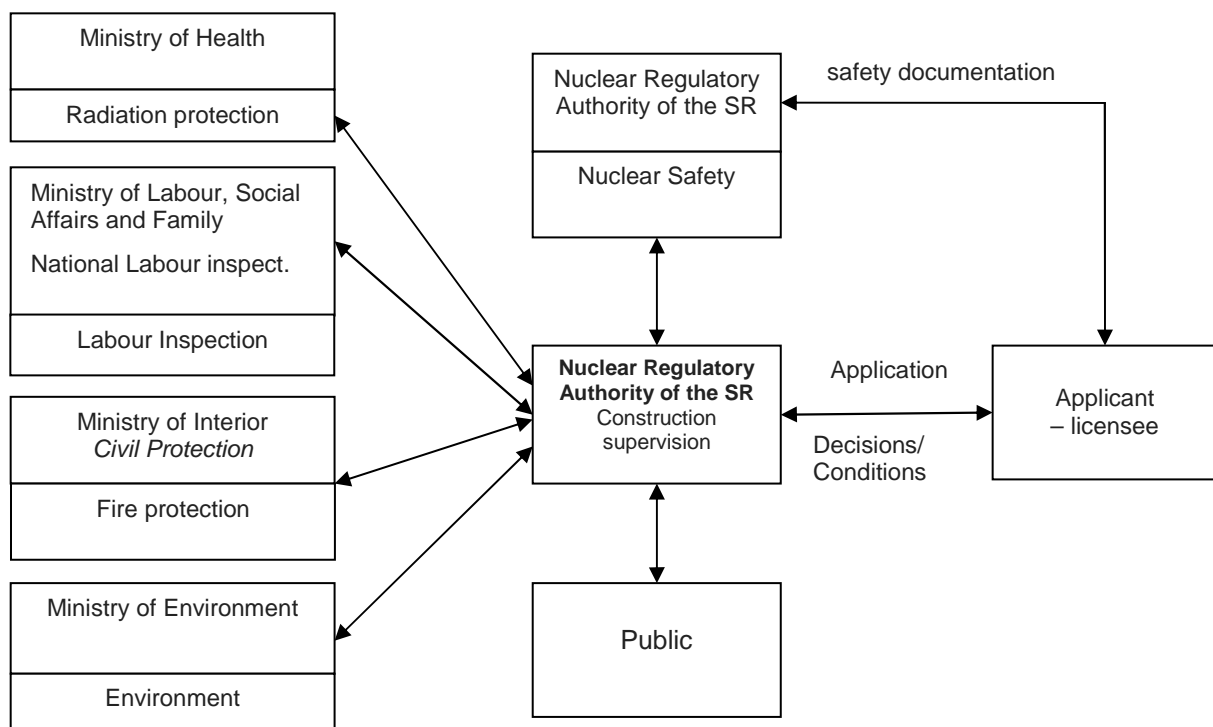 Ministry of Health
Radiation protection
Ministry of Labour, Social
Affairs and Family
National Labour inspect.
Labour Inspection
Ministry of Interior
Civil Protection
Fire protection
Ministry of Environment
Environment
Nuclear Regulatory
Authority of the SR
Nuclear Safety
Nuclear Regulatory
Authority of the SR
Construction
supervision
Public
safety documentation
Application
Decisions/
Conditions
Applicant
– licensee